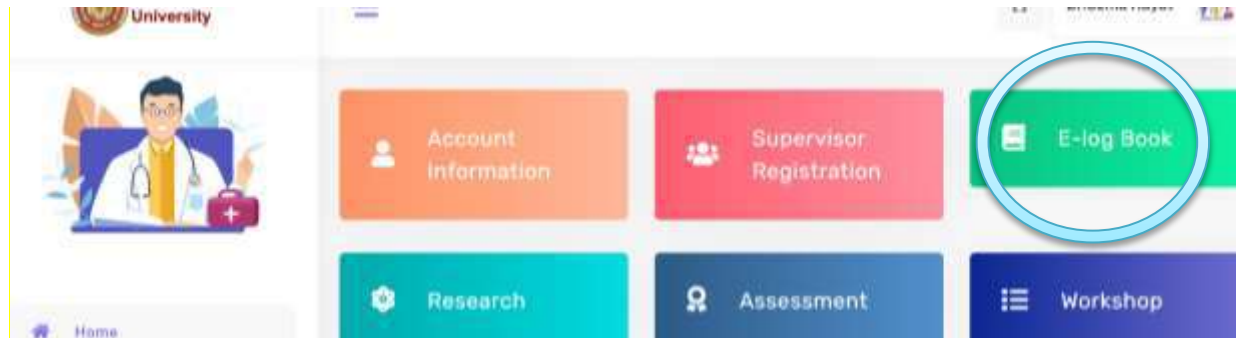 University
Account
Information
Supervisor
Registration
E-log Book
Research
Assessment
Workshop
Home